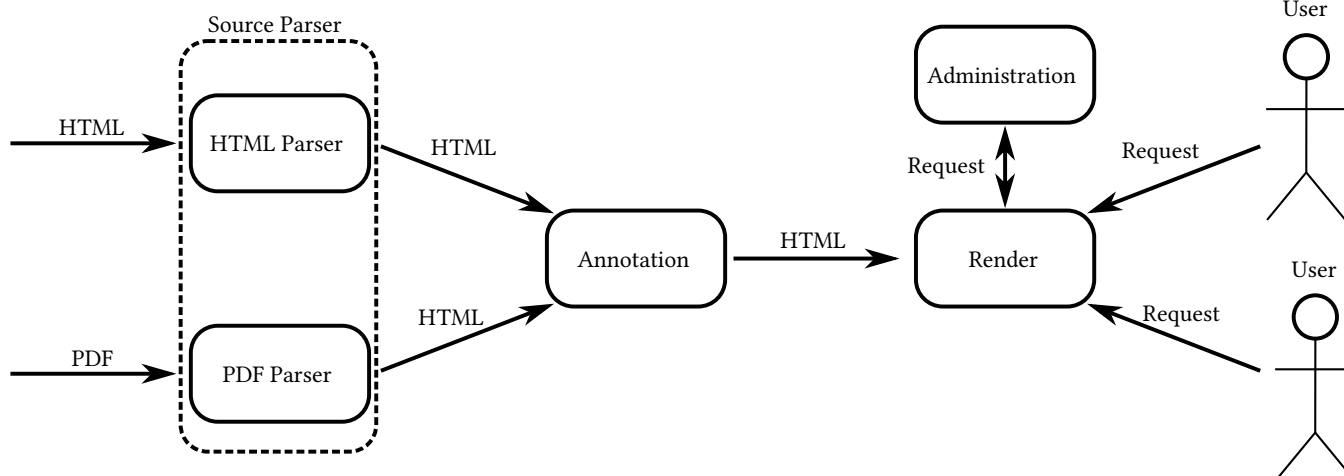 Source Parser
HTML
HTML Parser
HTML
PDF
PDF Parser
HTML
Annotation
HTML
Administration
Request
Render
User
Request
User
Request